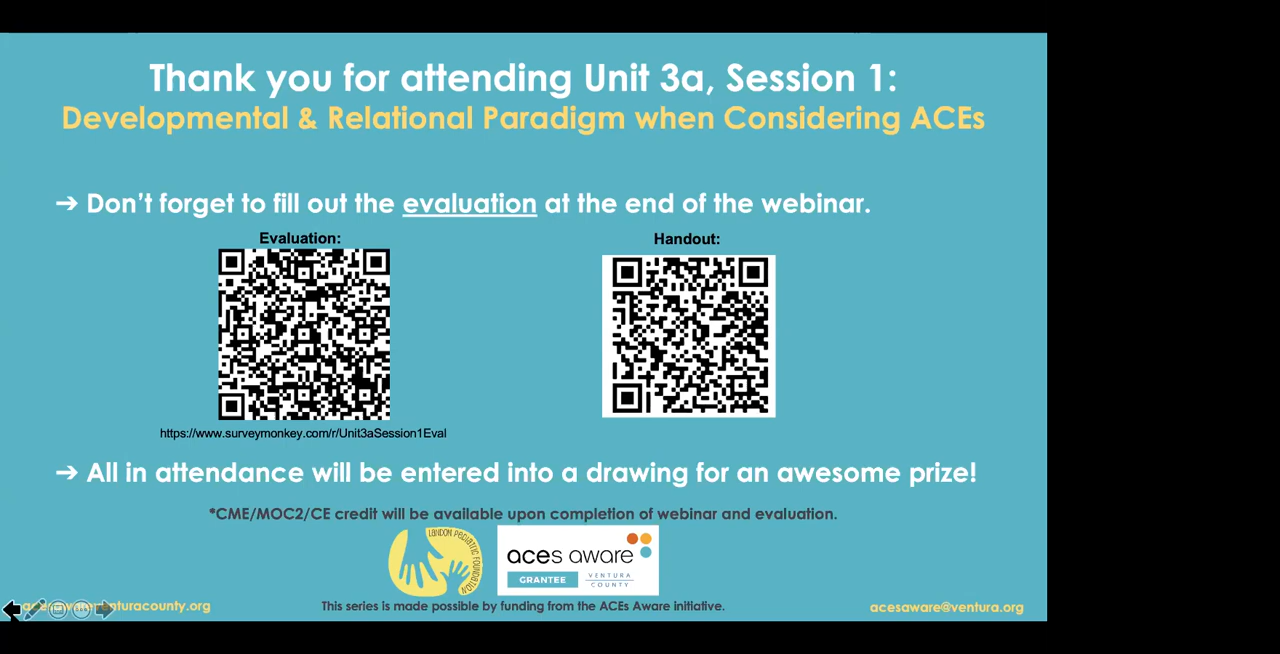 Thank you for attending Unit 3a, Session 1:
Developmental & Relational Paradigm when Considering ACEs
➔ Don't forget to fill out the evaluation at the end of the webinar.
Evaluation:
Handout:
https://www.surveymonkey.com/r/Unit3aSession1Eval
➔ All in attendance will be entered into a drawing for an awesome prize!
*CME/MOC2/CE credit will be available upon completion of webinar and evaluation.
LANDON PEDIATRIC FOUNDATION
aces aware
GRANTEE
VENTURA
COUNTY
acesawareventuracounty.org
This series is made possible by funding from the ACEs Aware initiative.
acesaware@ventura.org